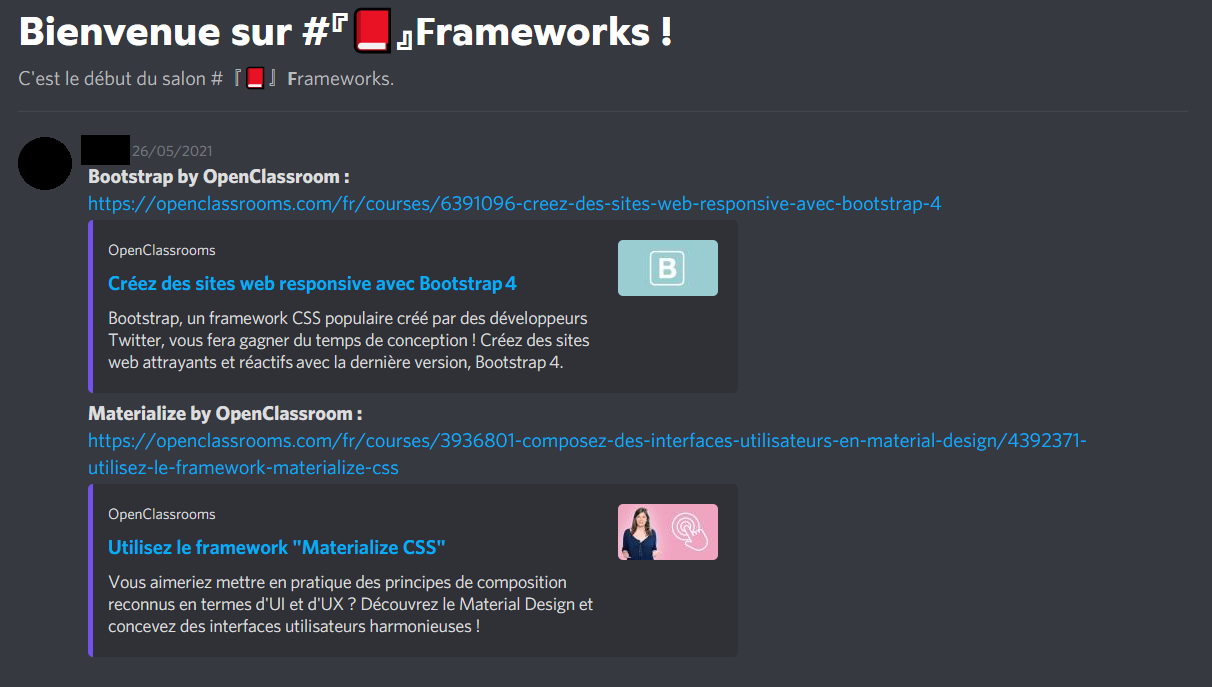 Bienvenue sur #『📕』Frameworks !
C'est le début du salon # 『📕』 Frameworks.
26/05/2021
Bootstrap by OpenClassroom :
https://openclassrooms.com/fr/courses/6391096-creez-des-sites-web-responsive-avec-bootstrap-4
OpenClassrooms
Créez des sites web responsive avec Bootstrap 4
B
Bootstrap, un framework CSS populaire créé par des développeurs
Twitter, vous fera gagner du temps de conception ! Créez des sites
web attrayants et réactifs avec la dernière version, Bootstrap 4.
Materialize by OpenClassroom :
https://openclassrooms.com/fr/courses/3936801-composez-des-interfaces-utilisateurs-en-material-design/4392371-
utilisez-le-framework-materialize-css
OpenClassrooms
Utilisez le framework "Materialize CSS"
Vous aimeriez mettre en pratique des principes de composition
reconnus en termes d'UI et d'UX ? Découvrez le Material Design et
concevez des interfaces utilisateurs harmonieuses !